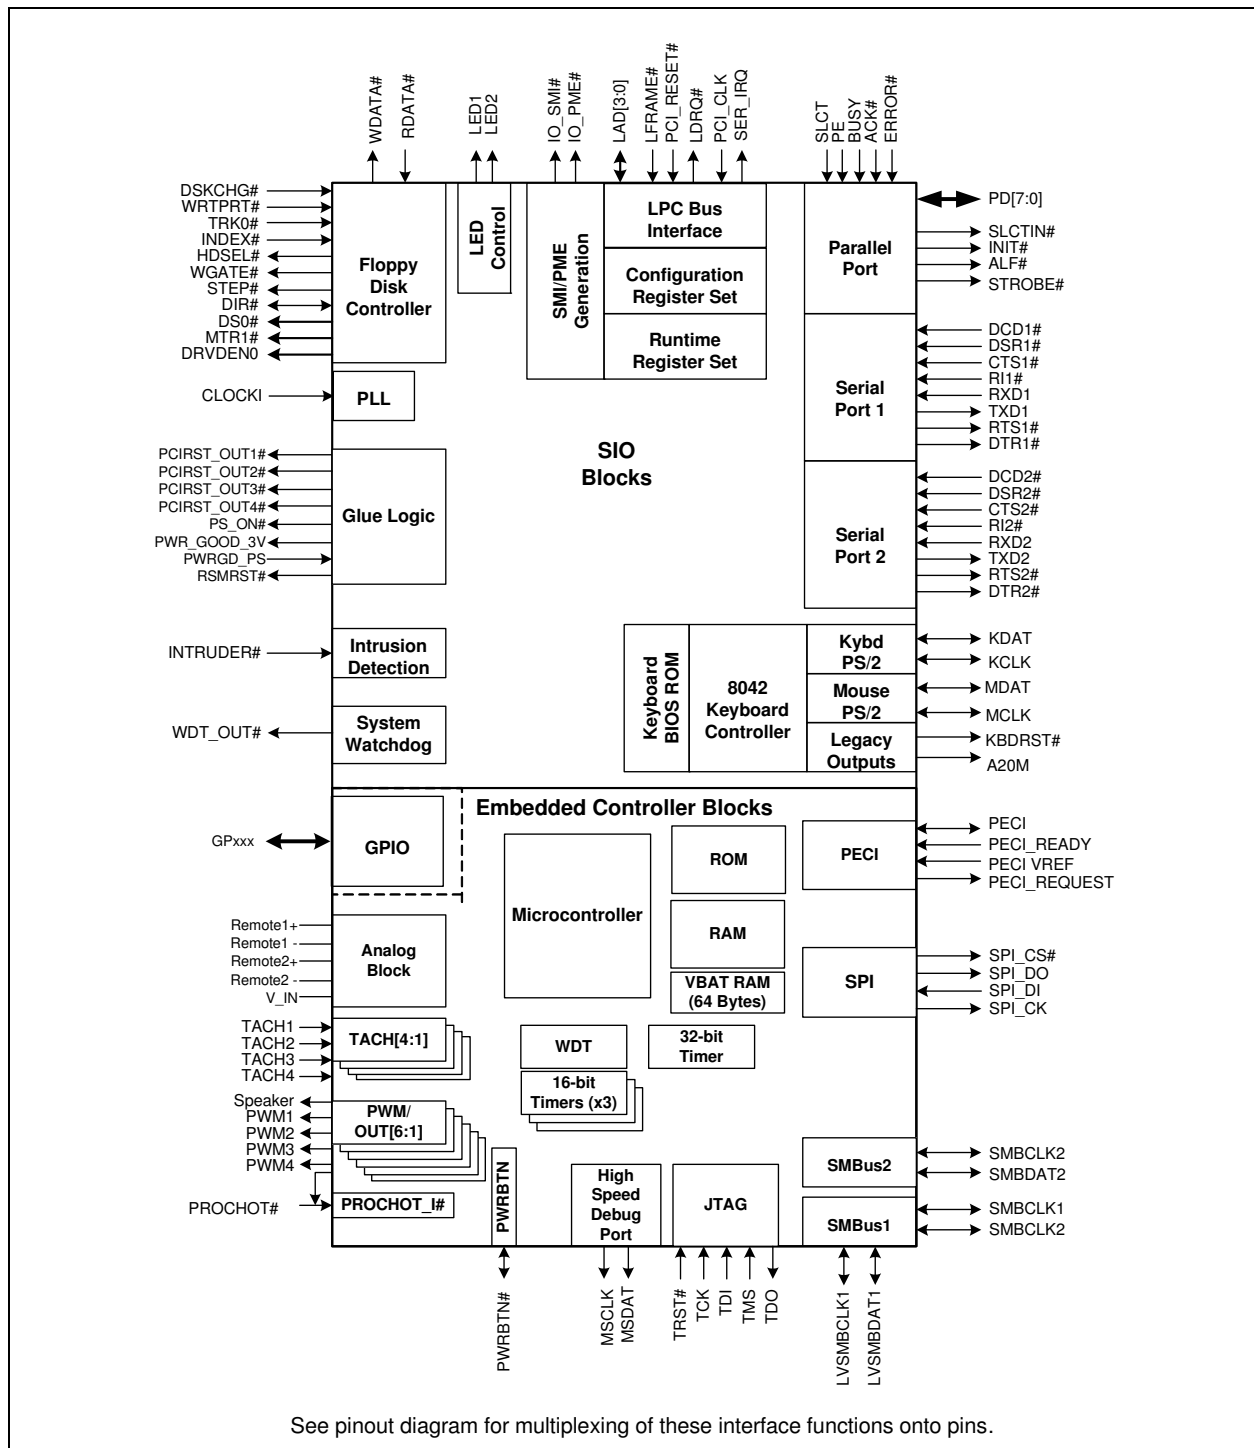 WDATA#
RDATA#
LED1
LED2
IO_SMI#
IO_PME#
LAD[3:0]
LFRAME#
PCI_RESET#
LDRQ#
PCI_CLK
SER_IRQ
SLCT
PE
BUSY
ACK#
ERROR#
DSKCHG#
WRTPRT#
TRK0#
INDEX#
HDSEL#
WGATE#
STEP#
DIR#
DS0#
MTR1#
DRVDEN0
Floppy
Disk
Controller
LED
Control
SMI/PME
Generation
LPC Bus
Interface
Configuration
Register Set
Runtime
Register Set
Parallel
Port
PD[7:0]
SLCTIN#
INIT#
ALF#
STROBE#
CLOCKI
PLL
Serial
Port 1
DCD1#
DSR1#
CTS1#
RI1#
RXD1
TXD1
RTS1#
DTR1#
SIO
Blocks
PCIRST_OUT1#
PCIRST_OUT2#
PCIRST_OUT3#
PCIRST_OUT4#
PS_ON#
PWR_GOOD_3V
PWRGD_PS
RSMRST#
Glue Logic
Serial
Port 2
DCD2#
DSR2#
CTS2#
RI2#
RXD2
TXD2
RTS2#
DTR2#
INTRUDER#
Intrusion
Detection
WDT_OUT#
System
Watchdog
Keyboard
BIOS ROM
8042
Keyboard
Controller
Kybd
PS/2
Mouse
PS/2
Legacy
Outputs
KDAT
KCLK
MDAT
MCLK
KBDRST#
A20M
Embedded Controller Blocks
GPxxx
GPIO
Microcontroller
ROM
RAM
VBAT RAM
(64 Bytes)
PECI
PECI
PECI_READY
PECI VREF
PECI_REQUEST
Remote1+
Remote1 -
Remote2+
Remote2 -
V_IN
Analog
Block
SPI
SPI_CS#
SPI_DO
SPI_DI
SPI_CK
TACH1
TACH2
TACH3
TACH4
TACH[4:1]
WDT
32-bit
Timer
16-bit
Timers (x3)
Speaker
PWM1
PWM2
PWM3
PWM4
PWM/
OUT[6:1]
PROCHOT#
PROCHOT_I#
PWRBTN
High
Speed
Debug
Port
JTAG
SMBus2
SMBus1
SMBCLK2
SMBDAT2
SMBCLK1
SMBCLK2
PWRBTN#
MSCLK
MSDAT
TRST#
TCK
TDI
TMS
TDO
LVSMBCLK1
LVSMBDAT1
See pinout diagram for multiplexing of these interface functions onto pins.